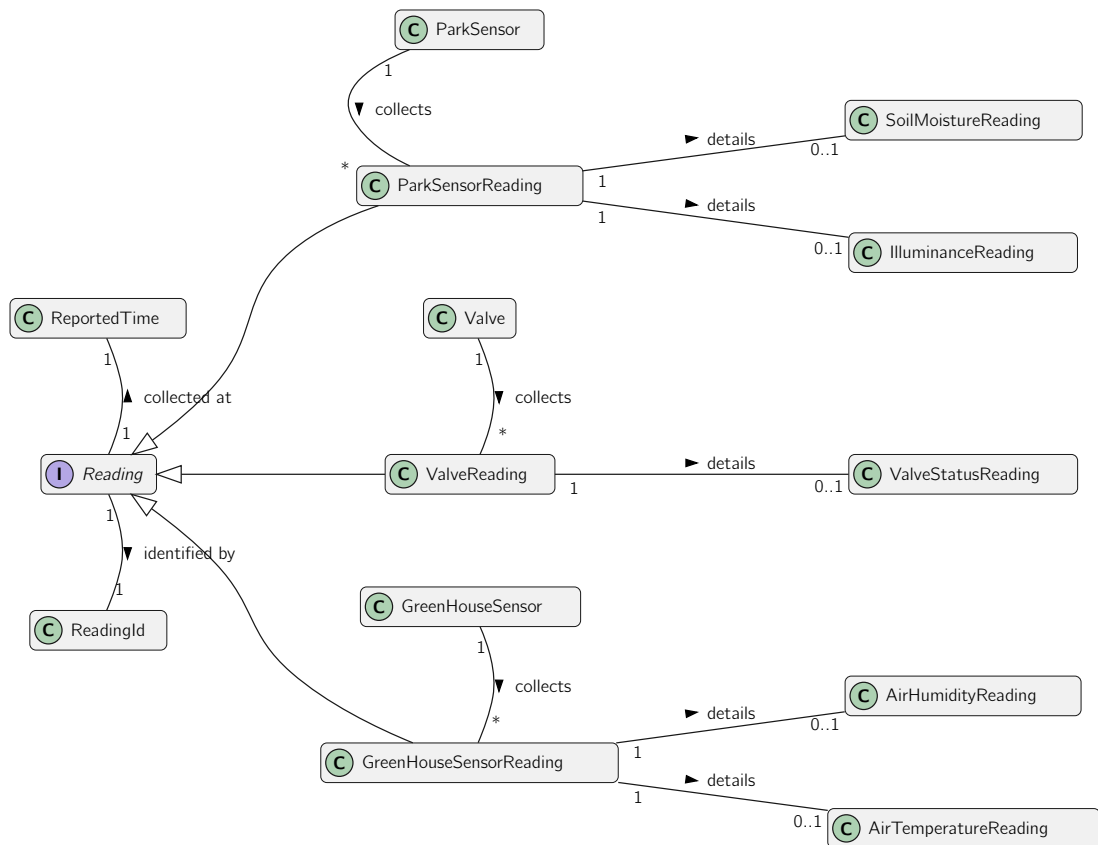 C ParkSensor
1
collects
*
C ParkSensorReading
1
details
0..1
C SoilMoistureReading
1
details
0..1
C IlluminanceReading
C ReportedTime
1
collected at
1
I Reading
1
identified by
1
C ReadingId
C Valve
1
collects
*
C ValveReading
1
details
0..1
C ValveStatusReading
C GreenHouseSensor
1
collects
*
C GreenHouseSensorReading
1
details
0..1
C AirHumidityReading
1
details
0..1
C AirTemperatureReading